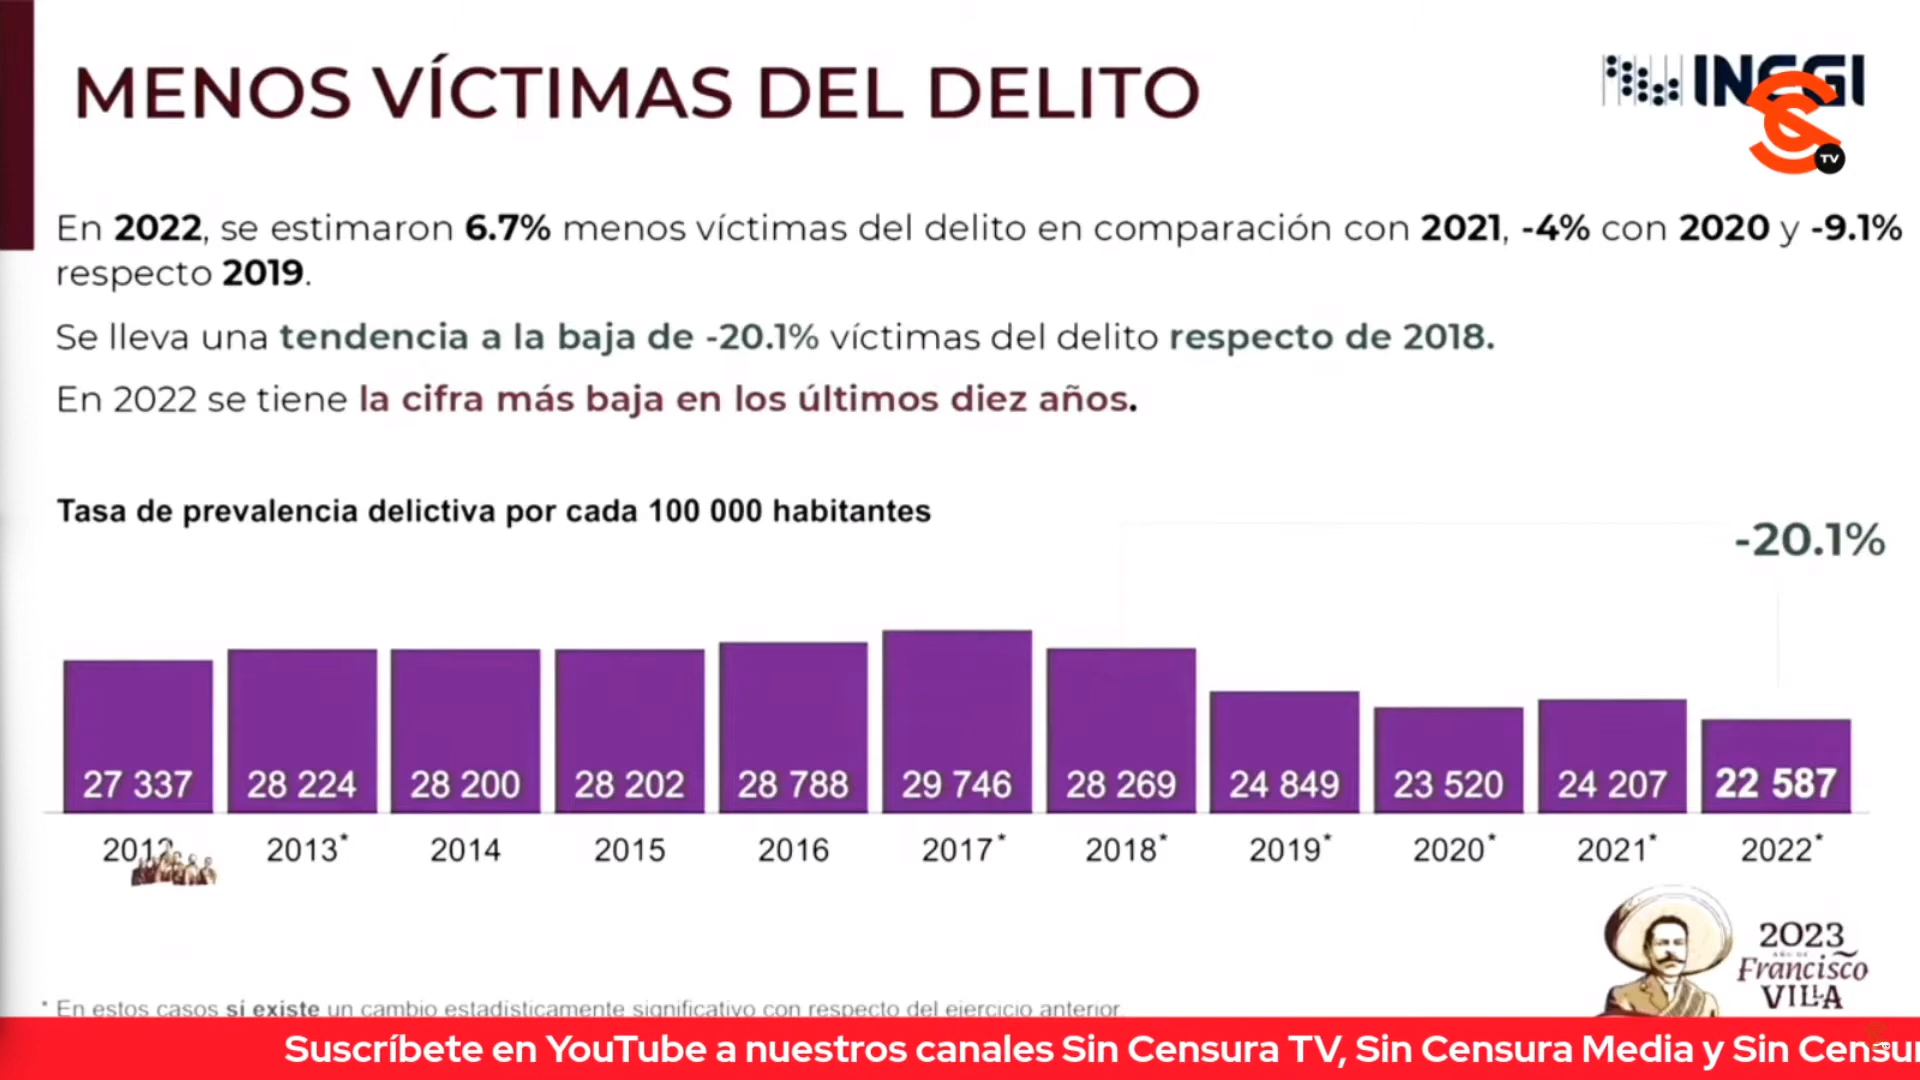 MENOS VÍCTIMAS DEL DELITO
INEGI
TV
En 2022, se estimaron 6.7% menos víctimas del delito en comparación con 2021, -4% con 2020 y -9.1%
respecto 2019.
Se lleva una tendencia a la baja de -20.1% víctimas del delito respecto de 2018.
En 2022 se tiene la cifra más baja en los últimos diez años.
Tasa de prevalencia delictiva por cada 100 000 habitantes
-20.1%
27 337 28 224 28 200 28 202 28 788 29 746 28 269 24 849 23 520 24 207 22 587
2012 2013* 2014 2015 2016 2017* 2018* 2019* 2020* 2021* 2022*
2023
Francisco
VILLA
* En estos casos sí existe un cambio estadísticamente significativo con respecto del ejercicio anterior.
Suscríbete en YouTube a nuestros canales Sin Censura TV, Sin Censura Media y Sin Censur